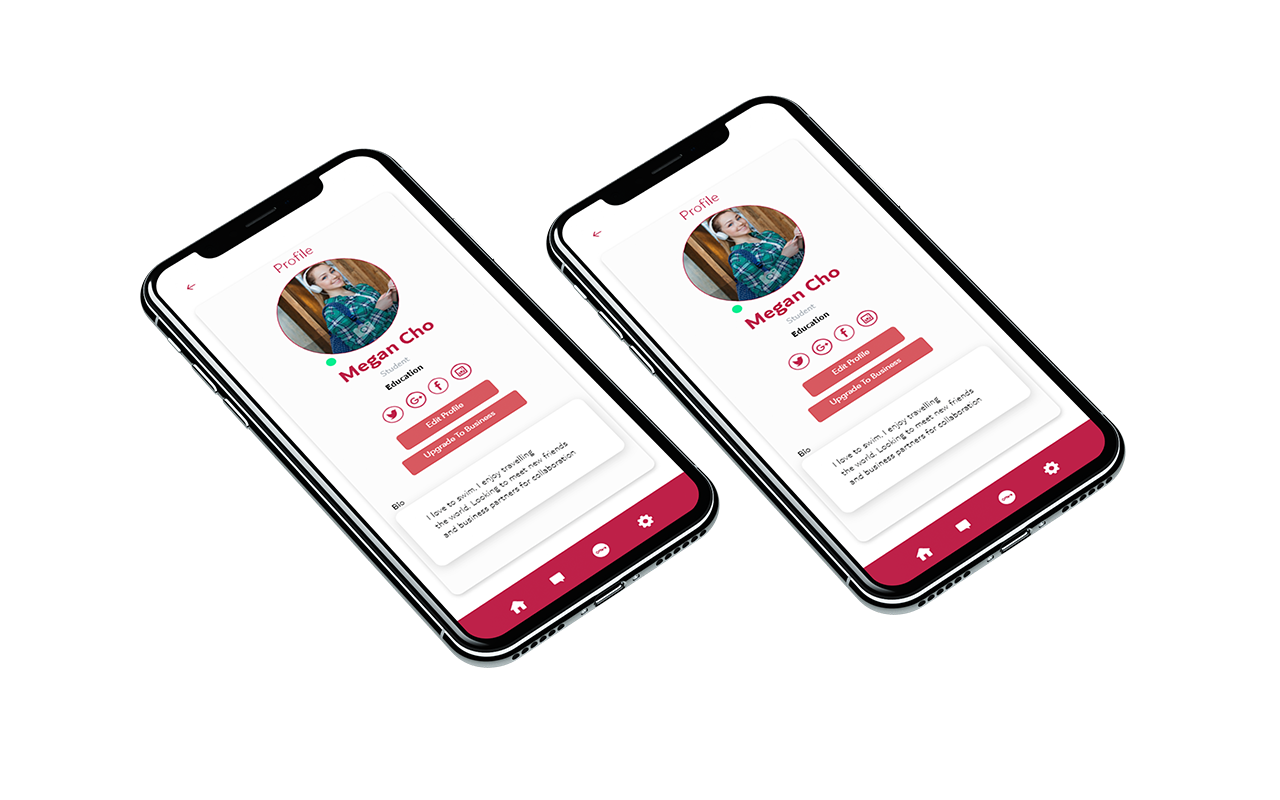 Profile
Megan Cho
Student
Education
Edit Profile
Upgrade To Business
Bio
I love to swim, I enjoy travelling
the world. Looking to meet new friends
and business partners for collaboration
Profile
Megan Cho
Student
Education
Edit Profile
Upgrade To Business
Bio
I love to swim, I enjoy travelling
the world. Looking to meet new friends
and business partners for collaboration